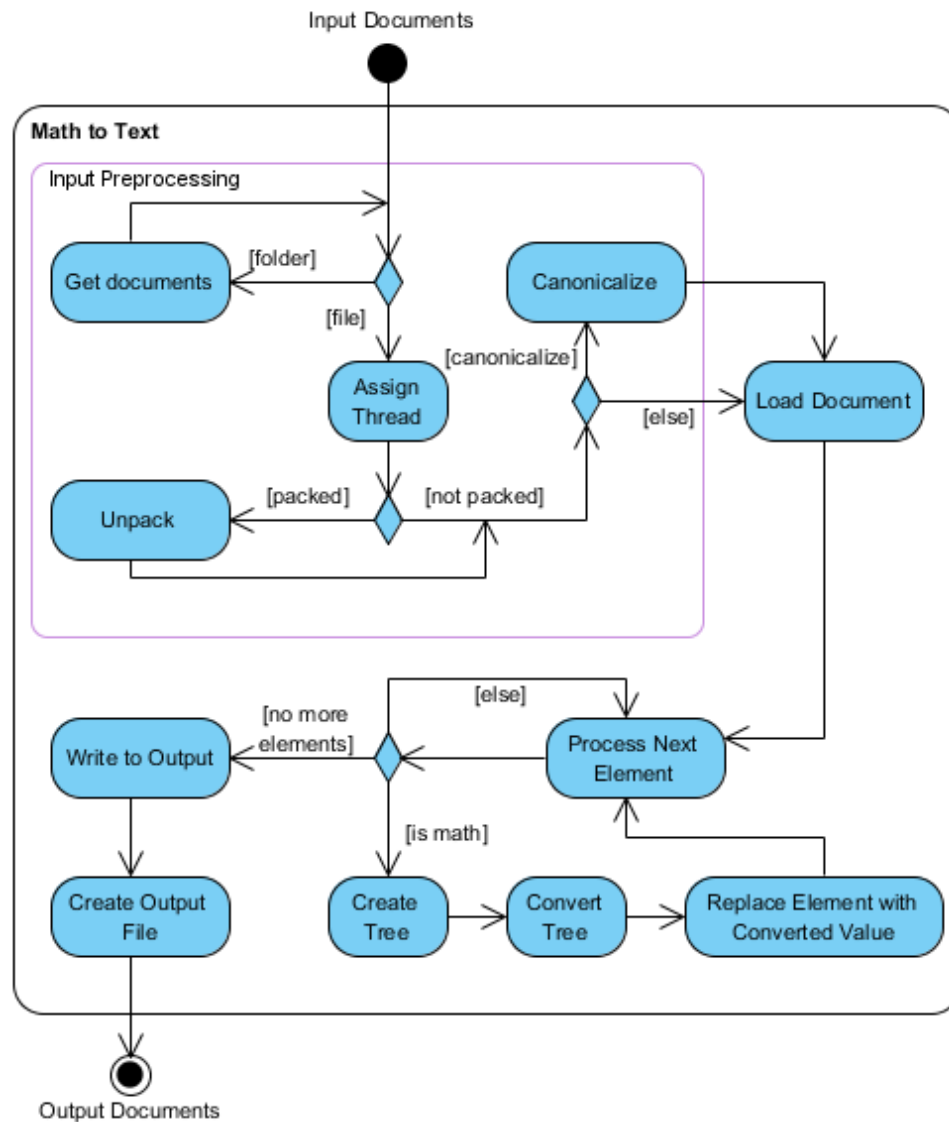 Input Documents
Math to Text
Input Preprocessing
Get documents
[folder]
Canonicalize
[file]
[canonicalize]
Assign
Thread
Load Document
[else]
Unpack
[packed]
[not packed]
[else]
[no more
elements]
Write to Output
Process Next
Element
[is math]
Create Output
File
Create
Tree
Convert
Tree
Replace Element with
Converted Value
Output Documents